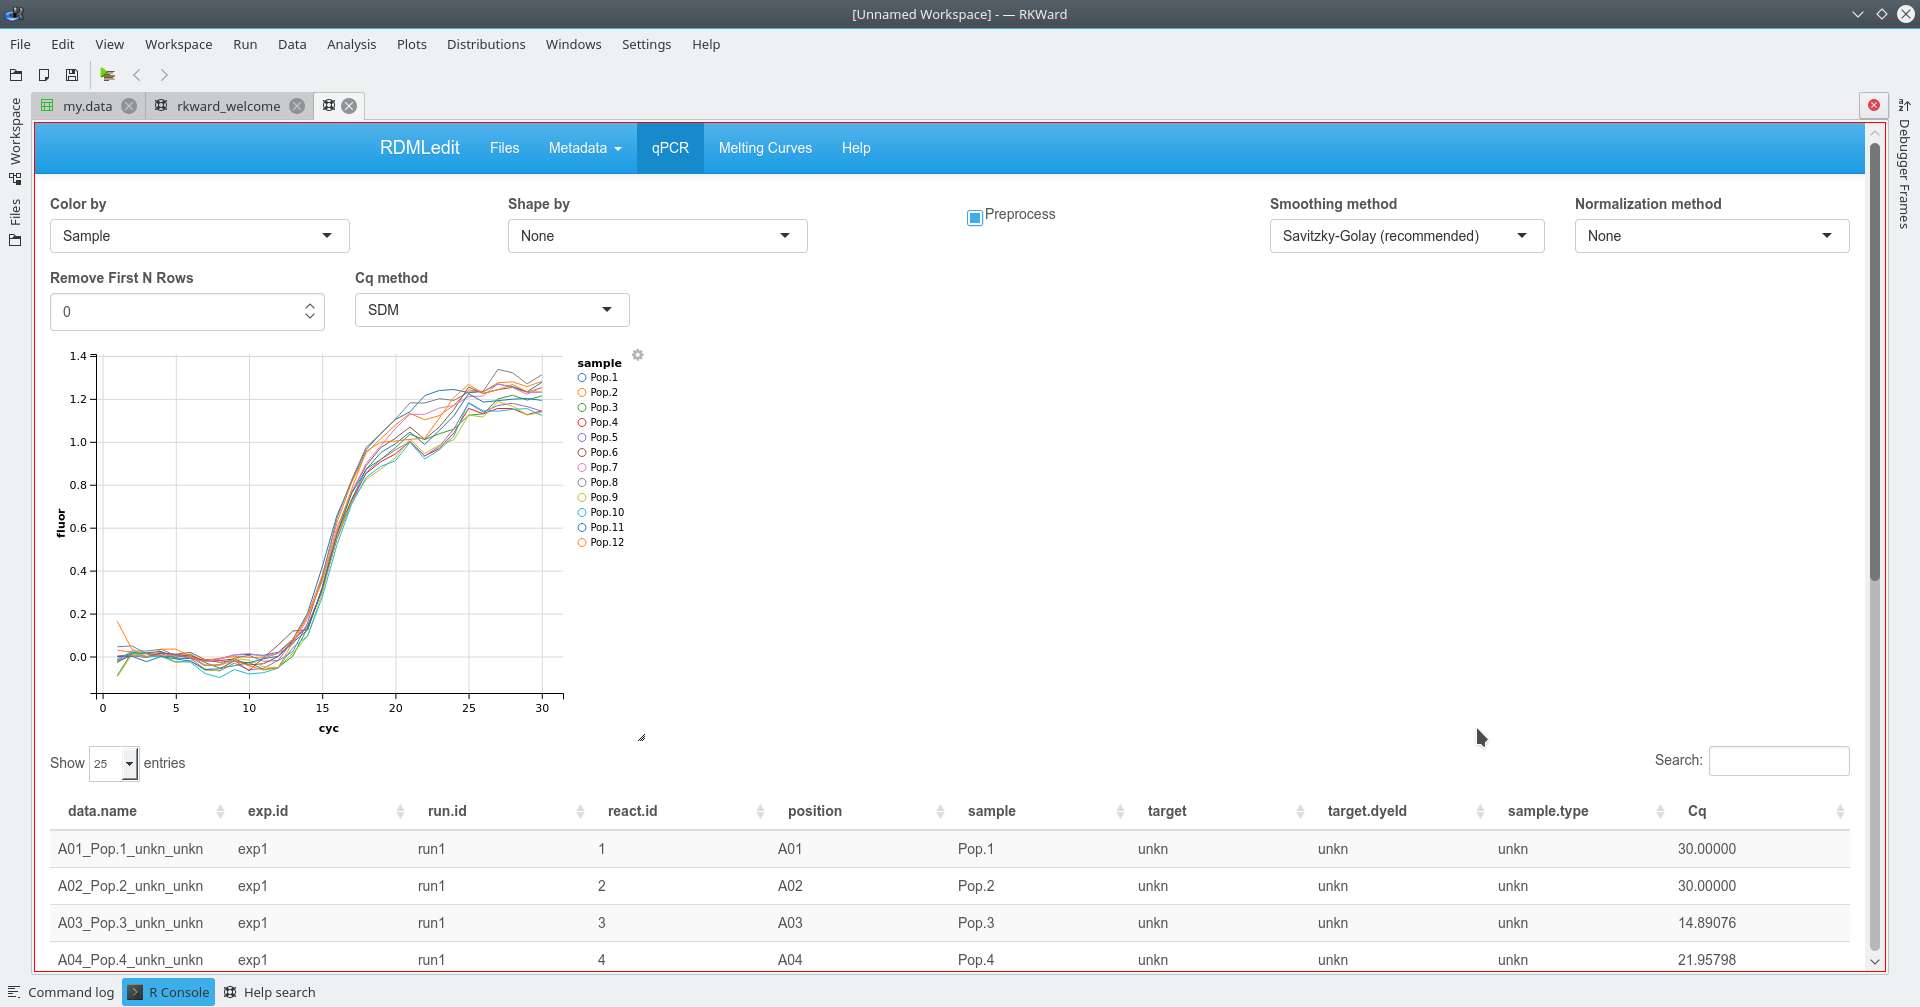 [Unnamed Workspace] - — RKWard
File Edit View Workspace Run Data Analysis Plots Distributions Windows Settings Help
my.data rkward_welcome
Workspace
Files
Debugger Frames
RDMLedit Files Metadata qPCR Melting Curves Help
Color by Shape by Preprocess Smoothing method Normalization method
Sample None Savitzky-Golay (recommended) None
Remove First N Rows Cq method
0 SDM
1.4
1.2
1.0
0.8
0.6
0.4
0.2
0.0
fluor
0 5 10 15 20 25 30
cyc
sample
Pop.1
Pop.2
Pop.3
Pop.4
Pop.5
Pop.6
Pop.7
Pop.8
Pop.9
Pop.10
Pop.11
Pop.12
Show 25 entries Search:
data.name exp.id run.id react.id position sample target target.dyeId sample.type Cq
A01_Pop.1_unkn_unkn exp1 run1 1 A01 Pop.1 unkn unkn unkn 30.00000
A02_Pop.2_unkn_unkn exp1 run1 2 A02 Pop.2 unkn unkn unkn 30.00000
A03_Pop.3_unkn_unkn exp1 run1 3 A03 Pop.3 unkn unkn unkn 14.89076
A04_Pop.4_unkn_unkn exp1 run1 4 A04 Pop.4 unkn unkn unkn 21.95798
Command log R Console Help search